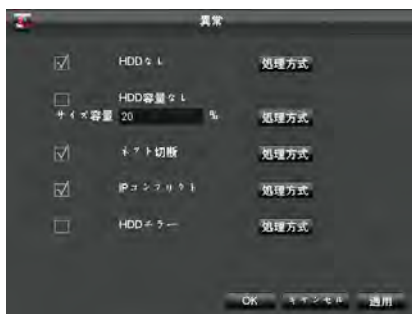 異常
HDDなし 処理方式
HDD容量なし
サイズ容量 20 % 処理方式
ネット切断 処理方式
IPコンフリクト 処理方式
HDDエラー 処理方式
OK キャンセル 適用